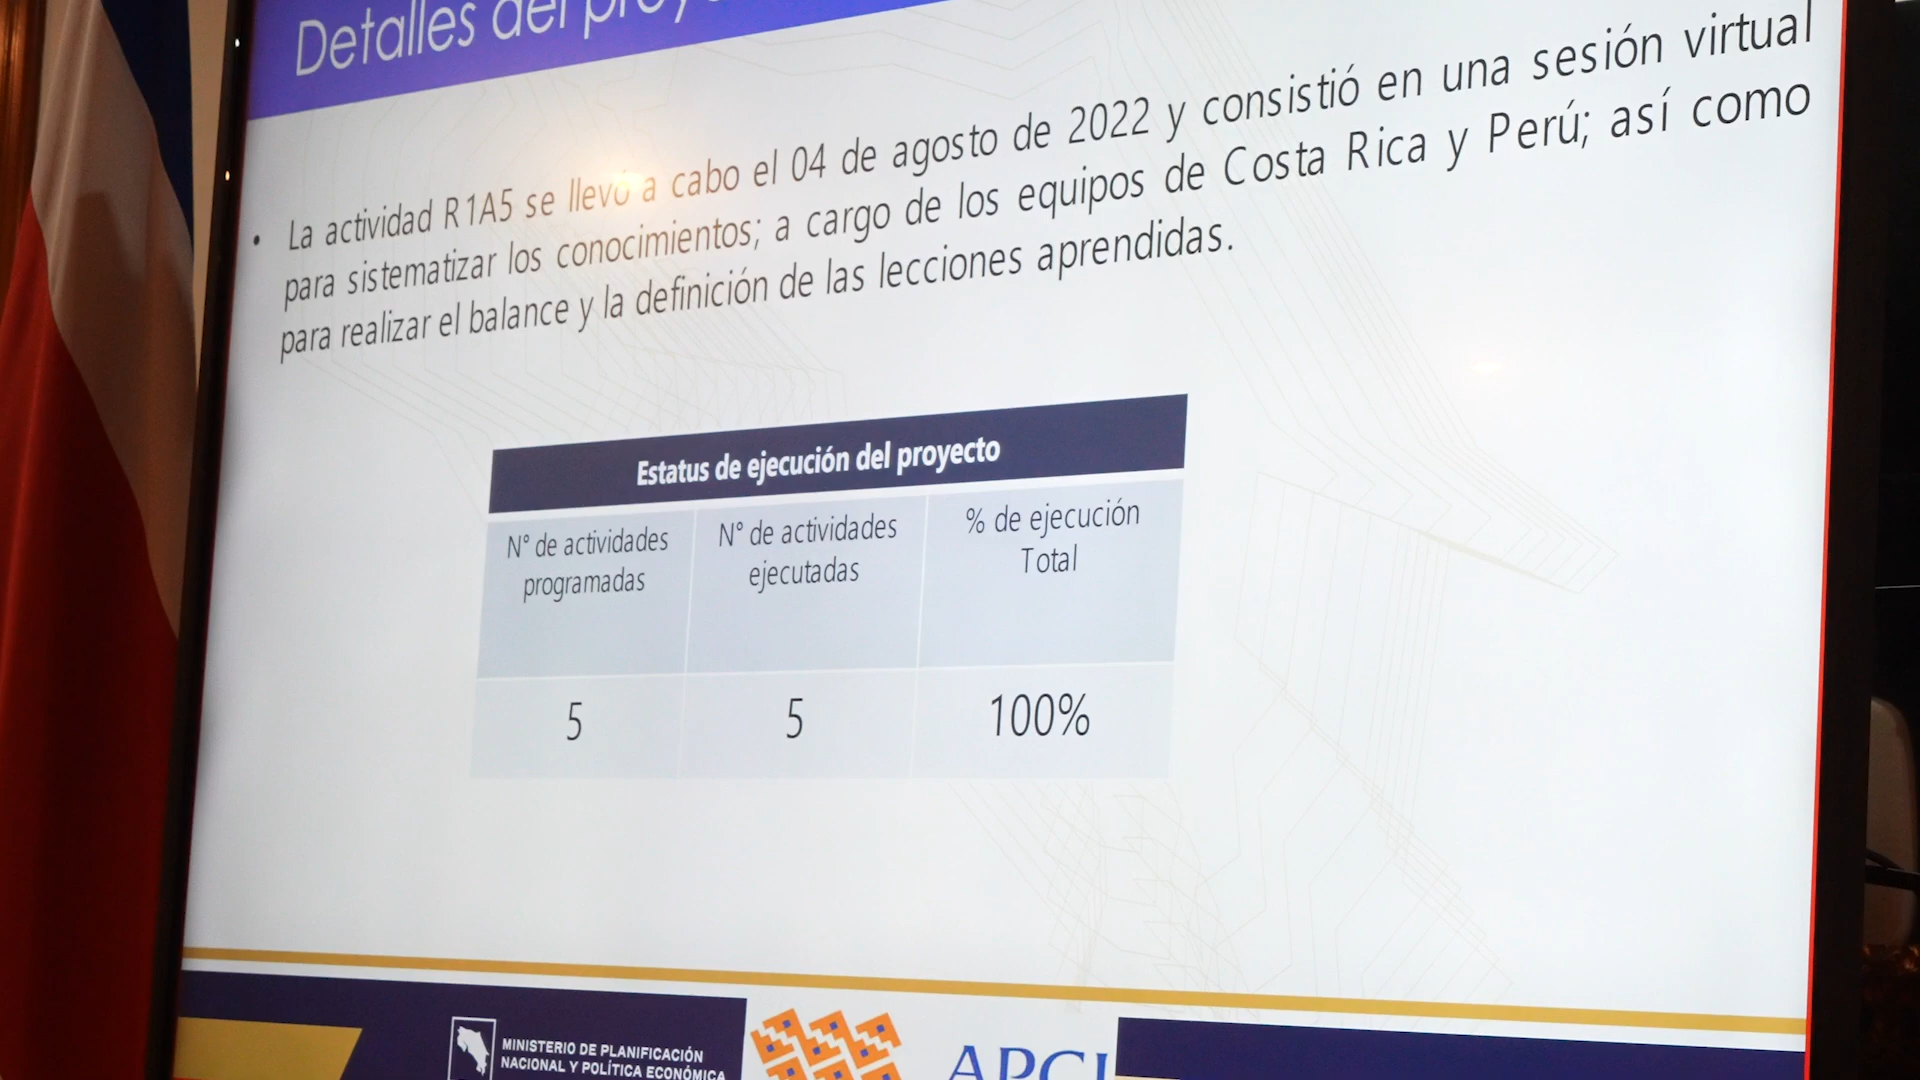 Detalles del
• La actividad R1A5 se llevó a cabo el 04 de agosto de 2022 y consistió en una sesión virtual
para sistematizar los conocimientos; a cargo de los equipos de Costa Rica y Perú; así como
para realizar el balance y la definición de las lecciones aprendidas.
Estatus de ejecución del proyecto
N° de actividades
programadas
N° de actividades
ejecutadas
% de ejecución
Total
5
5
100%
MINISTERIO DE PLANIFICACIÓN
NACIONAL Y POLÍTICA ECONÓMICA
APCI